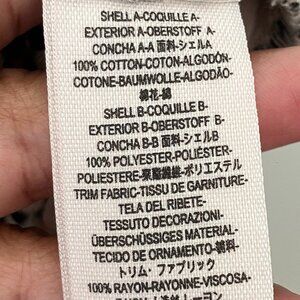 SHELL A-COQUILLE A-
EXTERIOR A-OBERSTOFF A-
CONCHA A-A 面料-シェルA
100% COTTON-COTON-ALGODÓN-
COTONE-BAUMWOLLE-ALGODÃO-
棉花-綿
SHELL B-COQUILLE B-
EXTERIOR B-OBERSTOFF B-
CONCHA B-B 面料-シェルB
100% POLYESTER-POLIÉSTER-
POLIESTERE-聚酯纖維-ポリエステル
TRIM FABRIC-TISSU DE GARNITURE-
TELA DEL RIBETE-
TESSUTO DECORAZIONI-
ÜBERSCHÜSSIGES MATERIAL-
TECIDO DE ORNAMENTO-輔料-
トリム・ファブリック
100% RAYON-RAYONNE-VISCOSA-